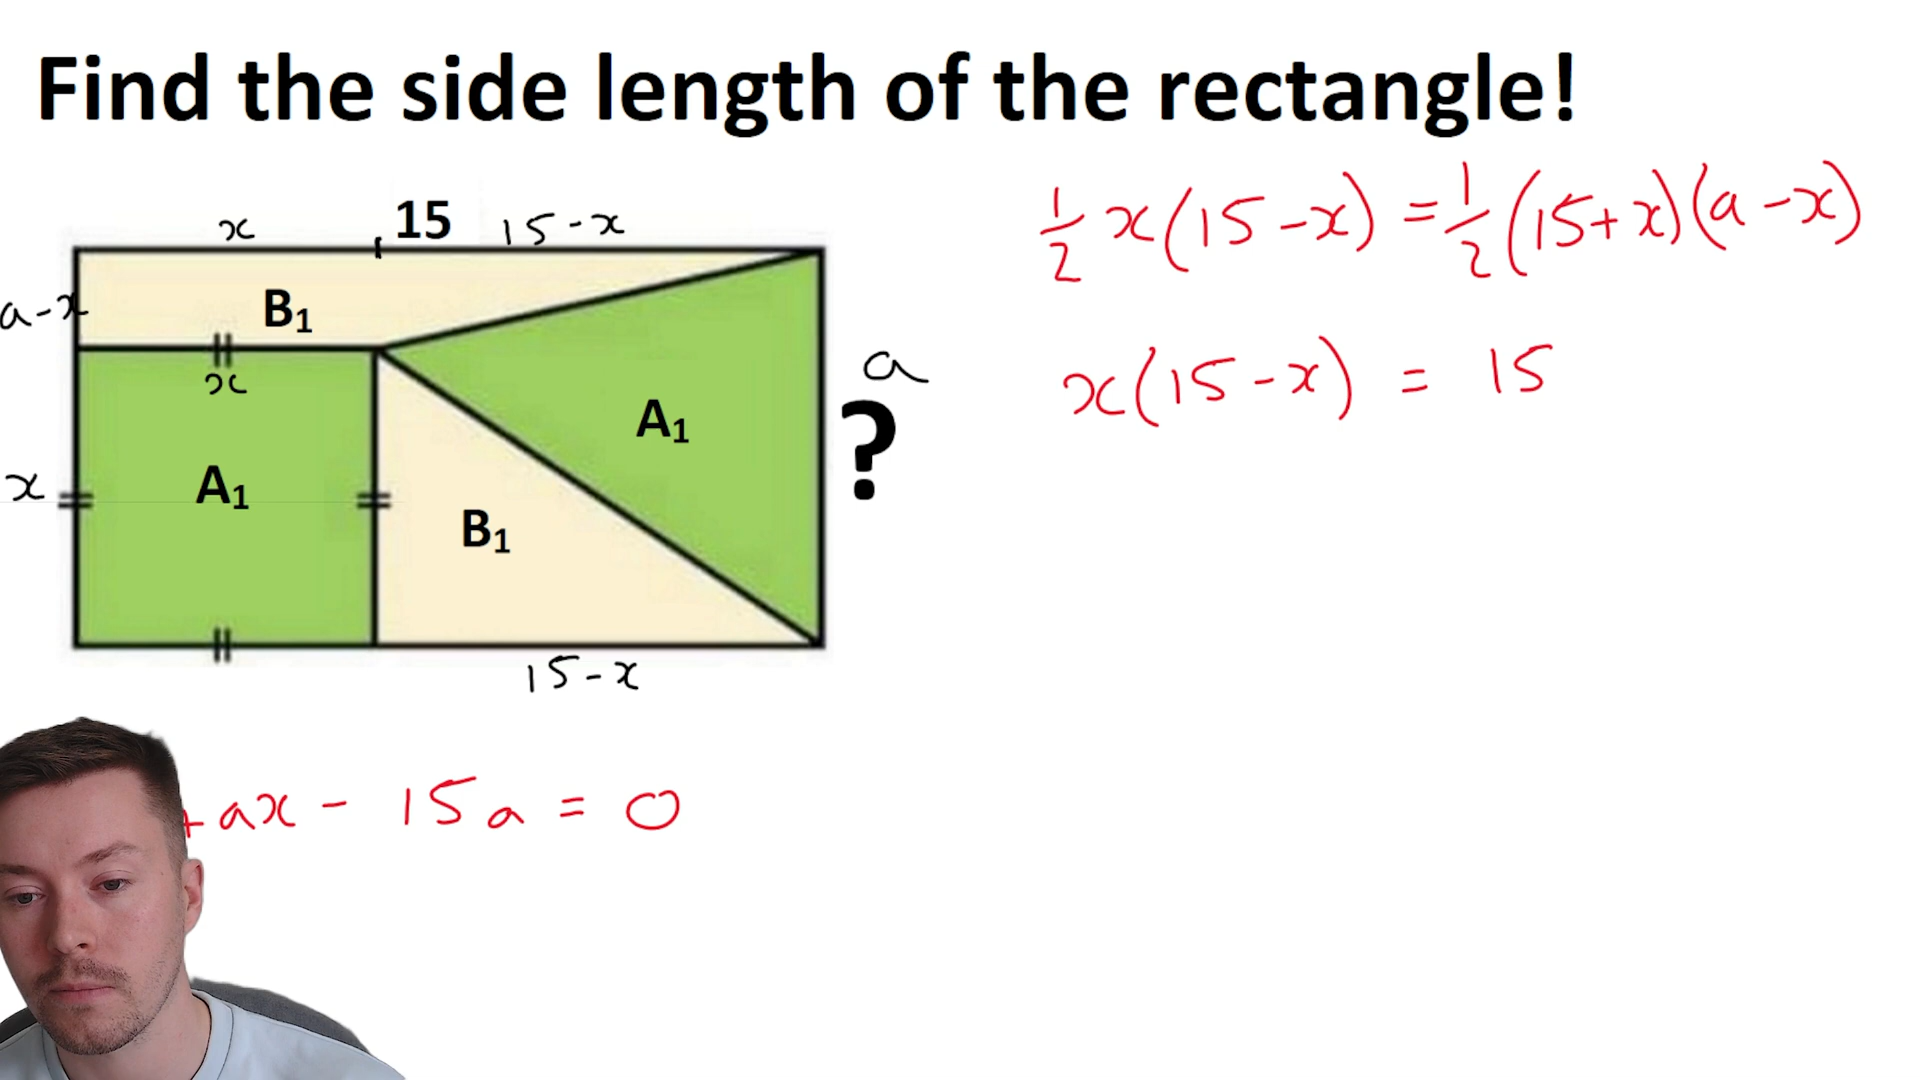 Find the side length of the rectangle!
x 15 15-x
a-x B₁
x
A₁ A₁ a
?
x B₁
15-x
½x(15-x) = ½(15+x)(a-x)
x(15-x) = 15
+ax - 15a = 0